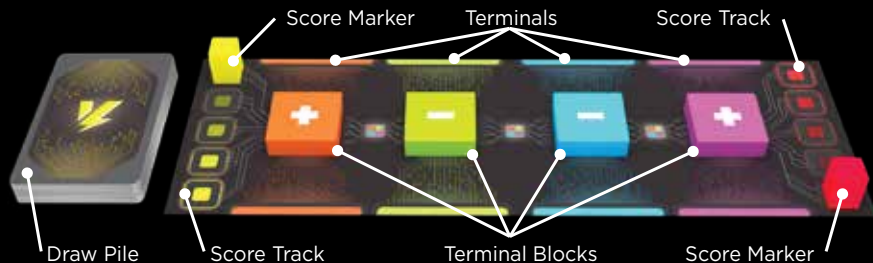 Score Marker
Terminals
Score Track
+
−
−
+
Draw Pile
Score Track
Terminal Blocks
Score Marker